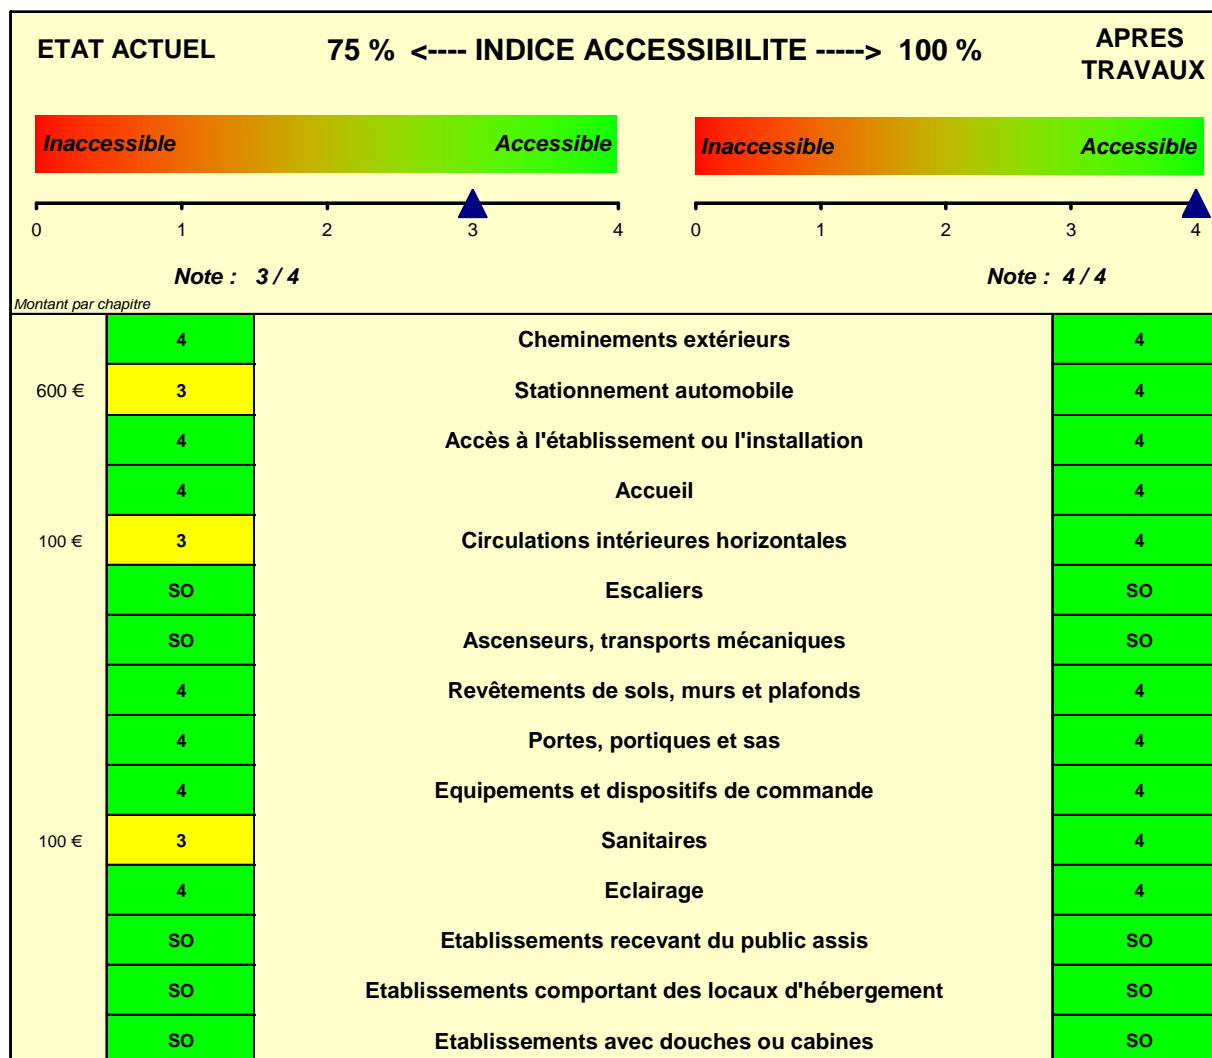 ETAT ACTUEL 75 % <---- INDICE ACCESSIBILITE -----> 100 % APRES TRAVAUX
Inaccessible Accessible Inaccessible Accessible
0 1 2 3 4 0 1 2 3 4
Note : 3 / 4 Note : 4 / 4
Montant par chapitre
4 Cheminements extérieurs 4
600 € 3 Stationnement automobile 4
4 Accès à l'établissement ou l'installation 4
4 Accueil 4
100 € 3 Circulations intérieures horizontales 4
SO Escaliers SO
SO Ascenseurs, transports mécaniques SO
4 Revêtements de sols, murs et plafonds 4
4 Portes, portiques et sas 4
4 Equipements et dispositifs de commande 4
100 € 3 Sanitaires 4
4 Eclairage 4
SO Etablissements recevant du public assis SO
SO Etablissements comportant des locaux d'hébergement SO
SO Etablissements avec douches ou cabines SO